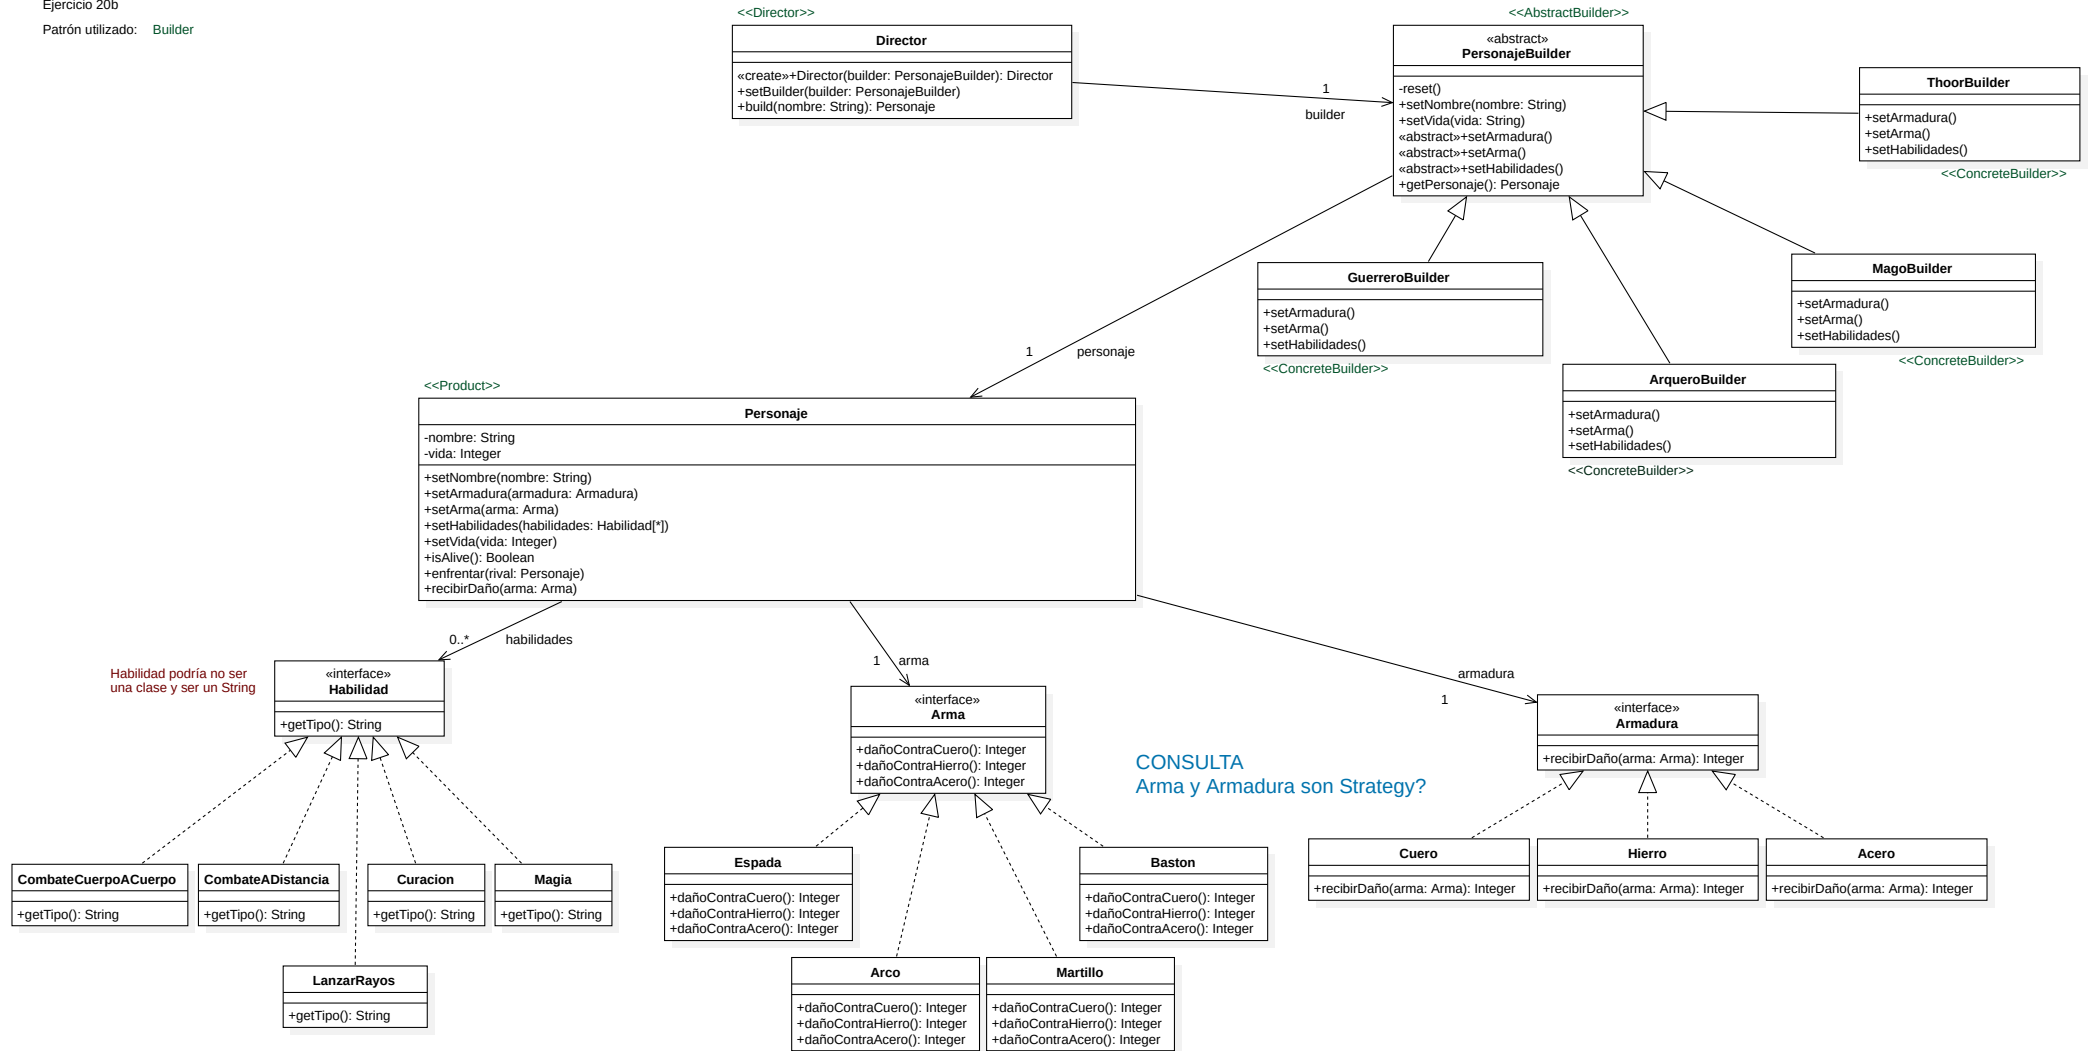 Ejercicio 20b
Patrón utilizado: Builder
<<Director>>
Director
«create»+Director(builder: PersonajeBuilder): Director
+setBuilder(builder: PersonajeBuilder)
+build(nombre: String): Personaje
1
builder
<<AbstractBuilder>>
«abstract»
PersonajeBuilder
-reset()
+setNombre(nombre: String)
+setVida(vida: String)
«abstract»+setArmadura()
«abstract»+setArma()
«abstract»+setHabilidades()
+getPersonaje(): Personaje
ThoorBuilder
+setArmadura()
+setArma()
+setHabilidades()
<<ConcreteBuilder>>
MagoBuilder
+setArmadura()
+setArma()
+setHabilidades()
<<ConcreteBuilder>>
GuerreroBuilder
+setArmadura()
+setArma()
+setHabilidades()
<<ConcreteBuilder>>
ArqueroBuilder
+setArmadura()
+setArma()
+setHabilidades()
<<ConcreteBuilder>>
1
personaje
<<Product>>
Personaje
-nombre: String
-vida: Integer
+setNombre(nombre: String)
+setArmadura(armadura: Armadura)
+setArma(arma: Arma)
+setHabilidades(habilidades: Habilidad[*])
+setVida(vida: Integer)
+isAlive(): Boolean
+enfrentar(rival: Personaje)
+recibirDaño(arma: Arma)
0..*
habilidades
1
arma
armadura
1
Habilidad podría no ser
una clase y ser un String
«interface»
Habilidad
+getTipo(): String
«interface»
Arma
+dañoContraCuero(): Integer
+dañoContraHierro(): Integer
+dañoContraAcero(): Integer
CONSULTA
Arma y Armadura son Strategy?
«interface»
Armadura
+recibirDaño(arma: Arma): Integer
CombateCuerpoACuerpo
+getTipo(): String
CombateADistancia
+getTipo(): String
Curacion
+getTipo(): String
Magia
+getTipo(): String
LanzarRayos
+getTipo(): String
Espada
+dañoContraCuero(): Integer
+dañoContraHierro(): Integer
+dañoContraAcero(): Integer
Baston
+dañoContraCuero(): Integer
+dañoContraHierro(): Integer
+dañoContraAcero(): Integer
Arco
+dañoContraCuero(): Integer
+dañoContraHierro(): Integer
+dañoContraAcero(): Integer
Martillo
+dañoContraCuero(): Integer
+dañoContraHierro(): Integer
+dañoContraAcero(): Integer
Cuero
+recibirDaño(arma: Arma): Integer
Hierro
+recibirDaño(arma: Arma): Integer
Acero
+recibirDaño(arma: Arma): Integer